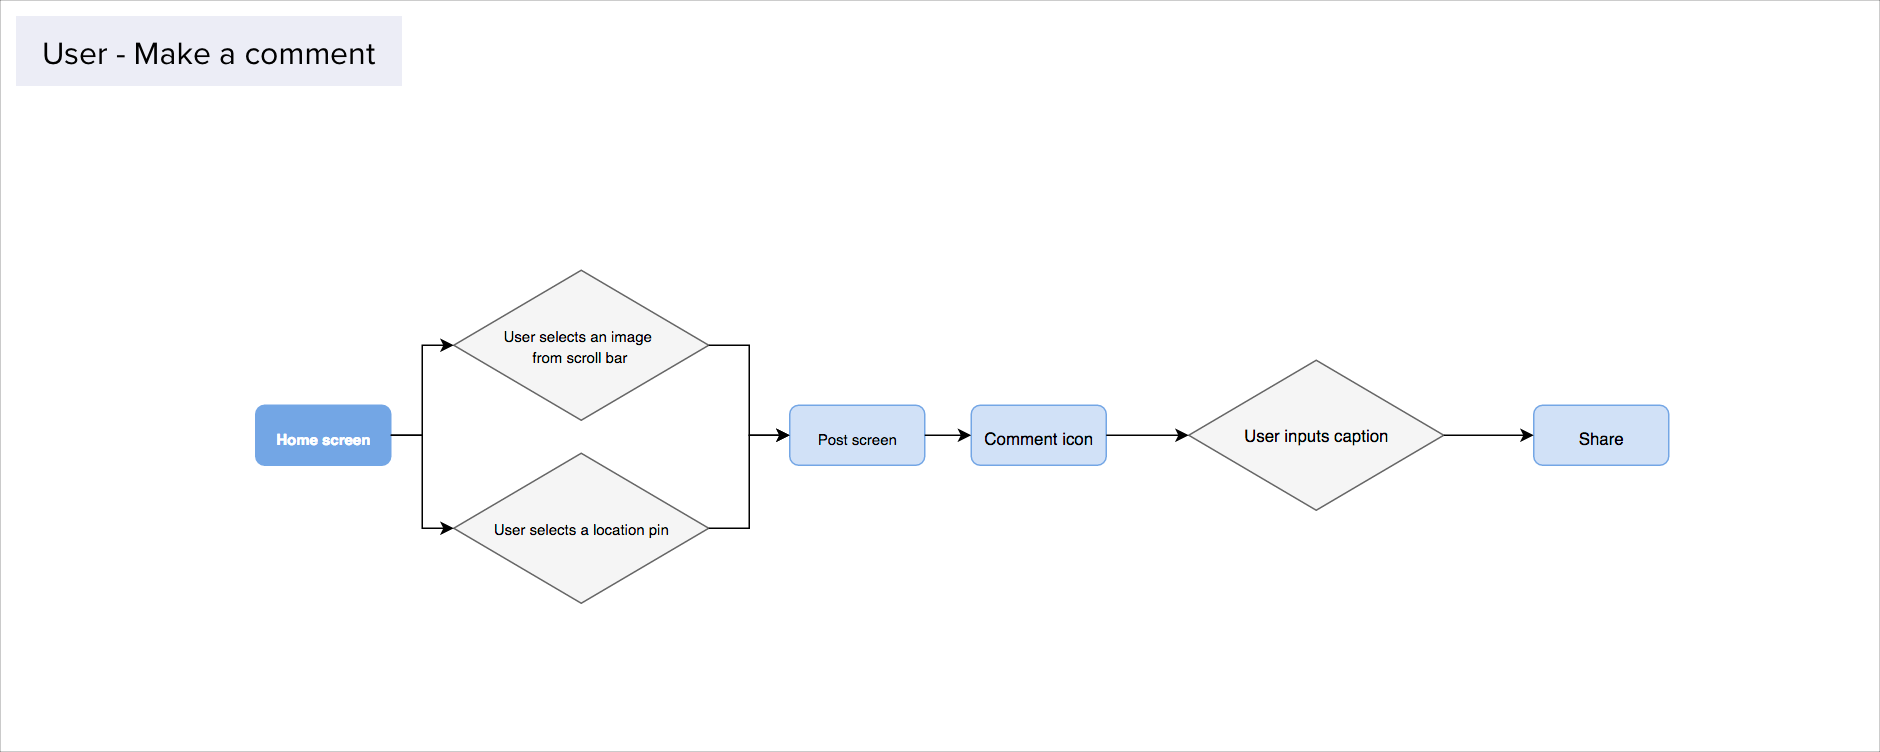 User - Make a comment
User selects an image
from scroll bar
Home screen
User selects a location pin
Post screen
Comment icon
User inputs caption
Share